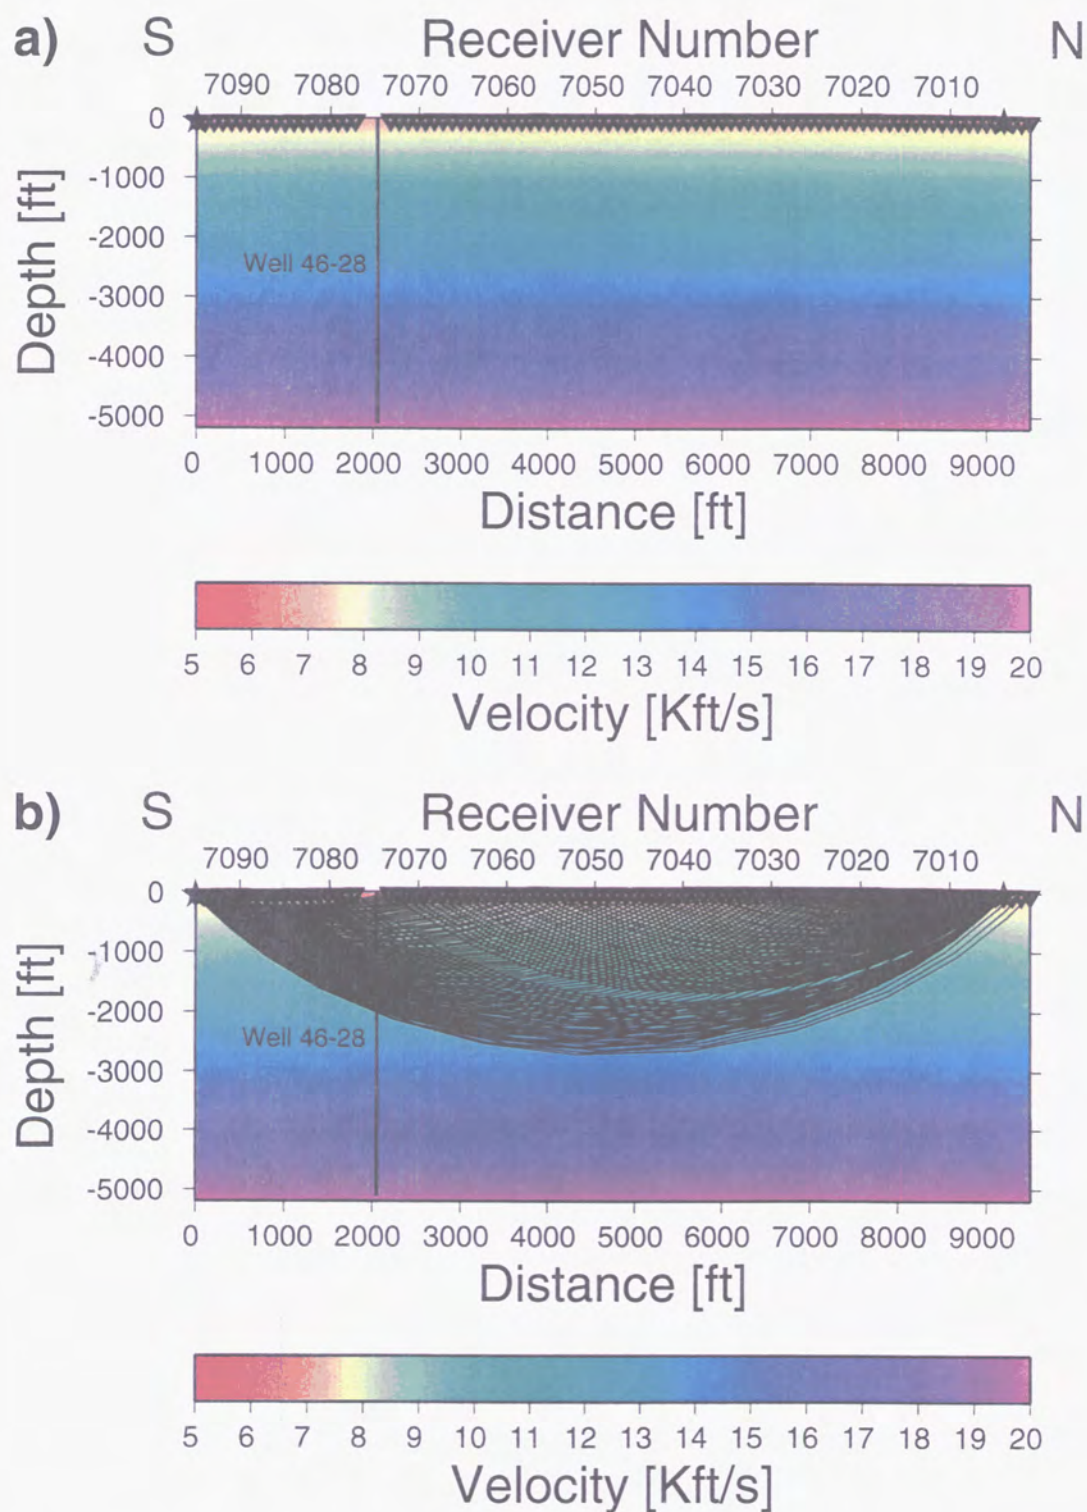 a) S Receiver Number N
7090 7080 7070 7060 7050 7040 7030 7020 7010
0
-1000
-2000
Well 46-28
-3000
-4000
-5000
Depth [ft]
0 1000 2000 3000 4000 5000 6000 7000 8000 9000
Distance [ft]
5 6 7 8 9 10 11 12 13 14 15 16 17 18 19 20
Velocity [Kft/s]
b) S Receiver Number N
7090 7080 7070 7060 7050 7040 7030 7020 7010
0
-1000
-2000
Well 46-28
-3000
-4000
-5000
Depth [ft]
0 1000 2000 3000 4000 5000 6000 7000 8000 9000
Distance [ft]
5 6 7 8 9 10 11 12 13 14 15 16 17 18 19 20
Velocity [Kft/s]